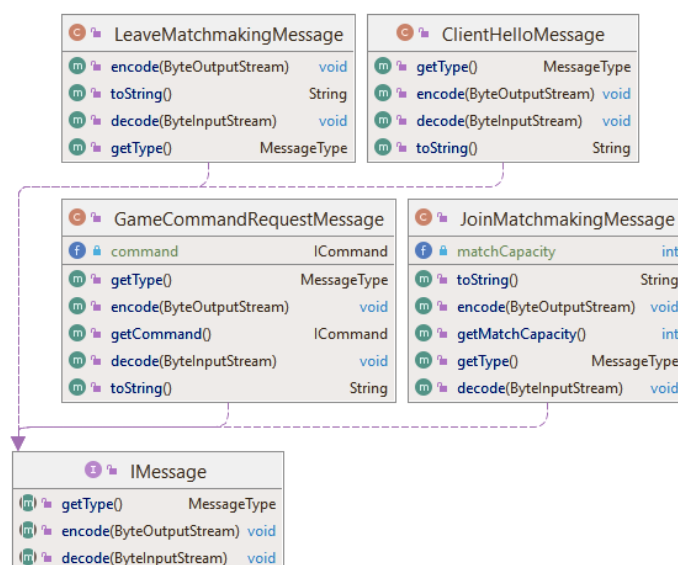 LeaveMatchmakingMessage
encode(ByteOutputStream) void
toString() String
decode(ByteInputStream) void
getType() MessageType
ClientHelloMessage
getType() MessageType
encode(ByteOutputStream) void
decode(ByteInputStream) void
toString() String
GameCommandRequestMessage
command ICommand
getType() MessageType
encode(ByteOutputStream) void
getCommand() ICommand
decode(ByteInputStream) void
toString() String
JoinMatchmakingMessage
matchCapacity int
toString() String
encode(ByteOutputStream) void
getMatchCapacity() int
getType() MessageType
decode(ByteInputStream) void
IMessage
getType() MessageType
encode(ByteOutputStream) void
decode(ByteInputStream) void